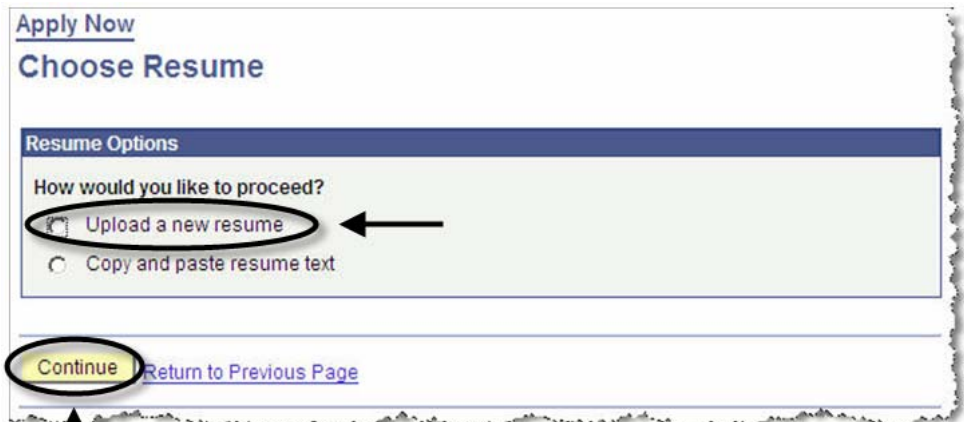 Apply Now
Choose Resume
Resume Options
How would you like to proceed?
Upload a new resume
Copy and paste resume text
Continue Return to Previous Page